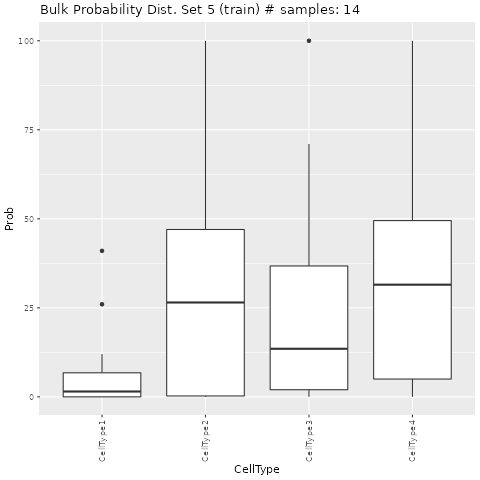 Bulk Probability Dist. Set 5 (train) # samples: 14
100
75
50
25
0
Prob
CellType1
CellType2
CellType3
CellType4
CellType